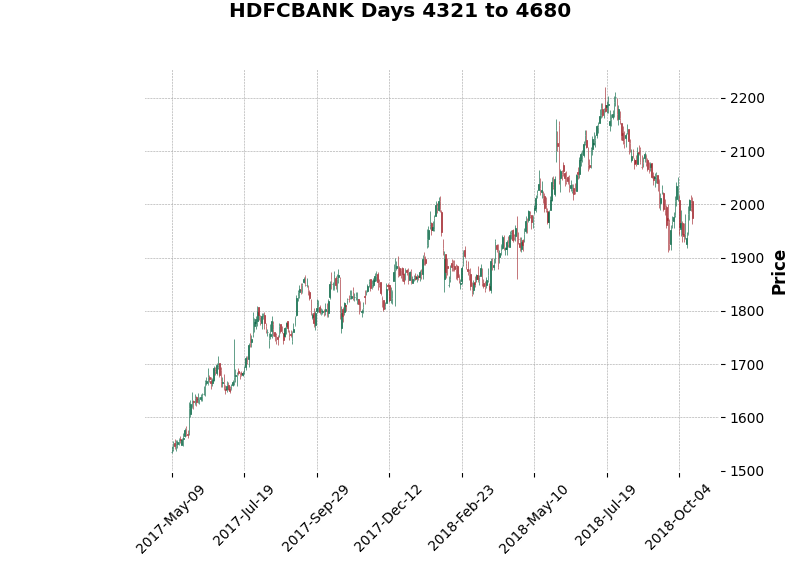 HDFCBANK Days 4321 to 4680
2200
2100
2000
1900
1800
1700
1600
1500
Price
2017-May-09
2017-Jul-19
2017-Sep-29
2017-Dec-12
2018-Feb-23
2018-May-10
2018-Jul-19
2018-Oct-04